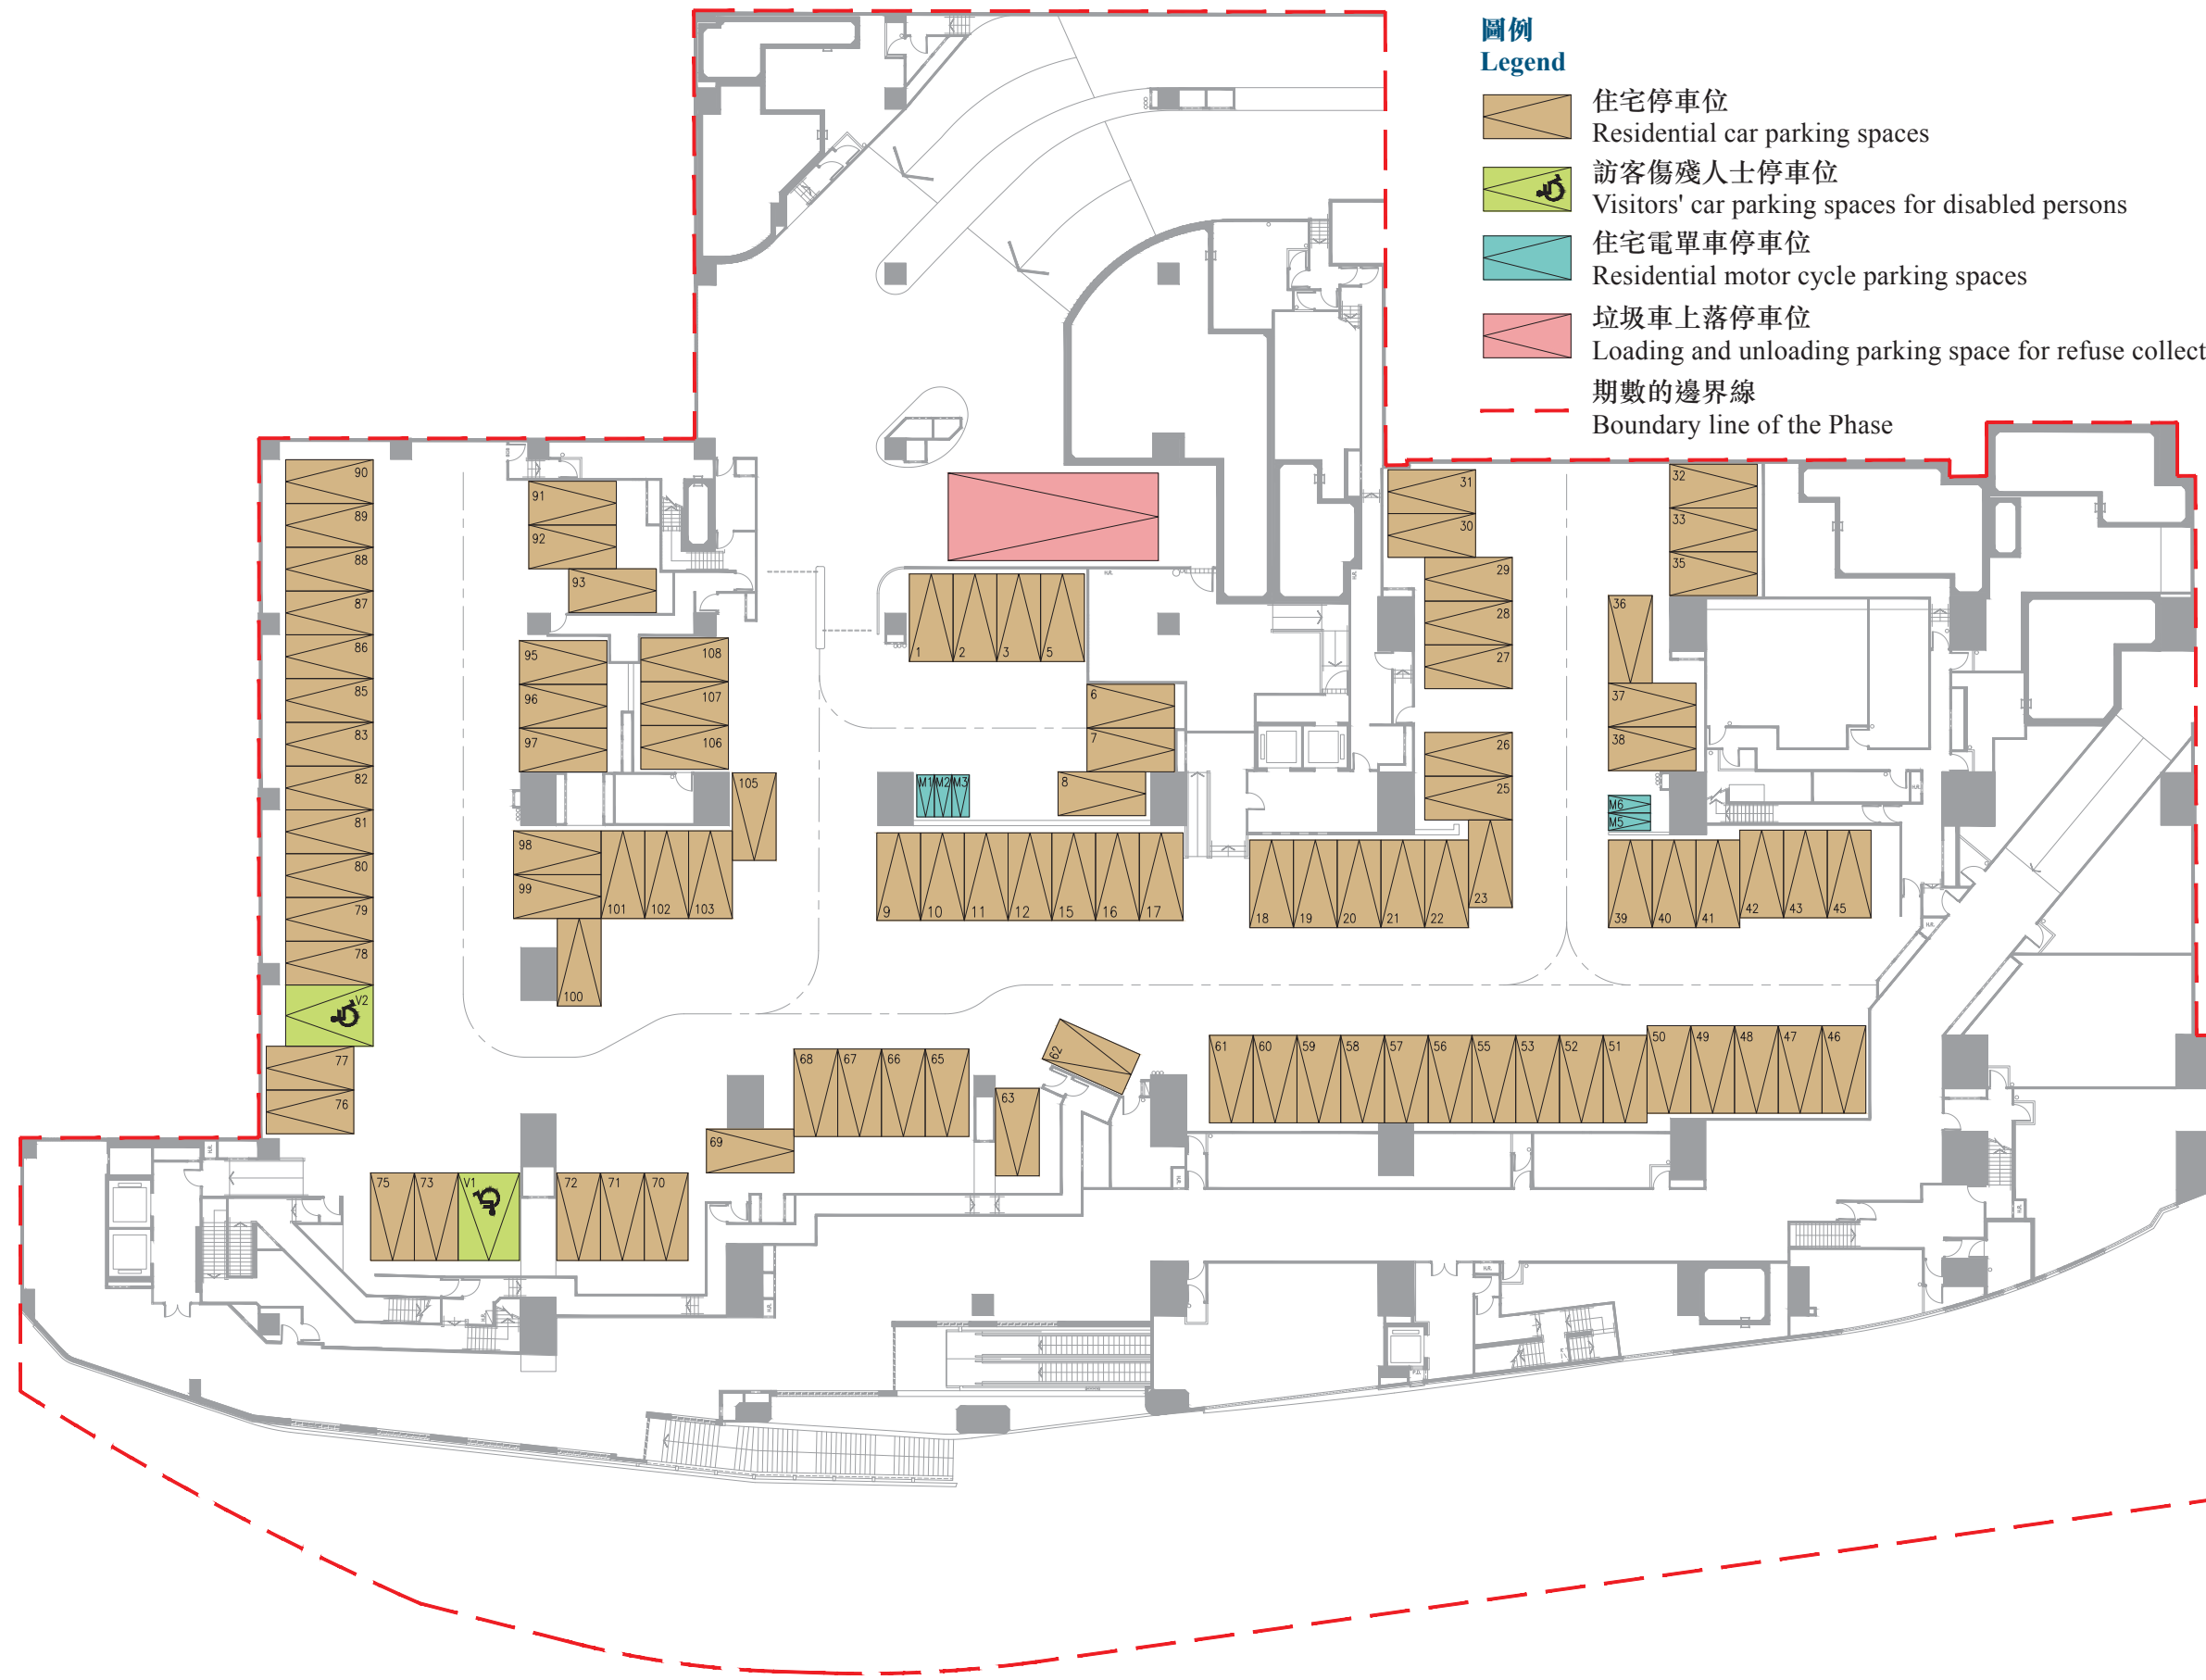 圖例
Legend
住宅停車位
Residential car parking spaces
訪客傷殘人士停車位
Visitors' car parking spaces for disabled persons
住宅電單車停車位
Residential motor cycle parking spaces
垃圾車上落停車位
Loading and unloading parking space for refuse collect
期數的邊界線
Boundary line of the Phase
90
89
88
87
86
85
83
82
81
80
79
78
V2
77
76
91
92
93
95
96
97
108
107
106
105
98
99
101 102 103
100
1 2 3 5
6
7
8
M1 M2 M3
9 10 11 12 15 16 17
31
30
29
28
27
26
25
23
18 19 20 21 22
32
33
35
36
37
38
M6
M5
39 40 41 42 43 45
61 60 59 58 57 56 55 53 52 51 50 49 48 47 46
62
63
68 67 66 65
69
75 73 V1 72 71 70